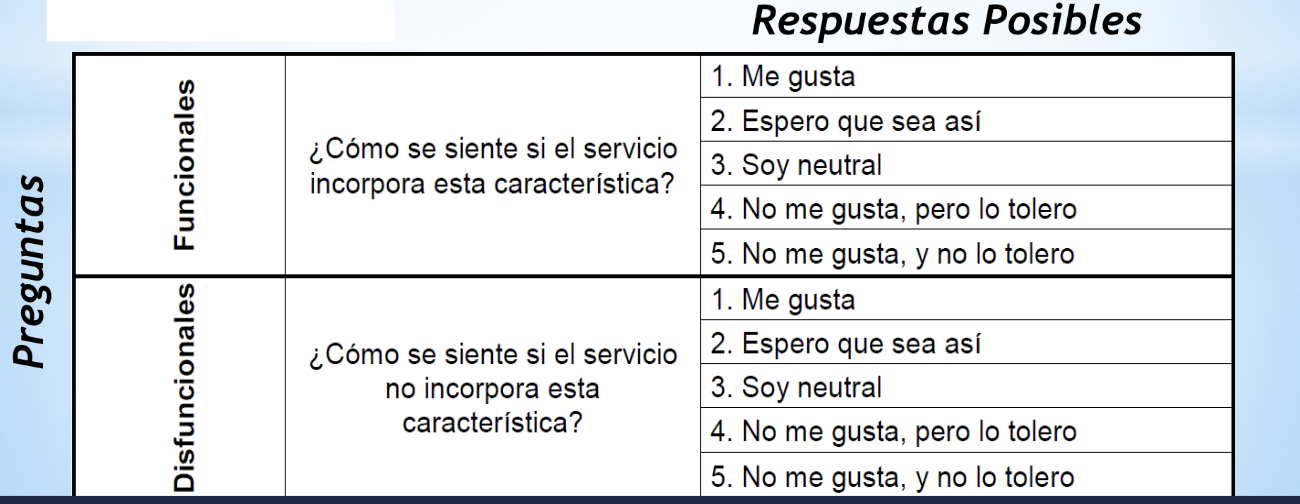 Respuestas Posibles
Preguntas
Funcionales
¿Cómo se siente si el servicio
incorpora esta característica?
1. Me gusta
2. Espero que sea así
3. Soy neutral
4. No me gusta, pero lo tolero
5. No me gusta, y no lo tolero
Disfuncionales
¿Cómo se siente si el servicio
no incorpora esta
característica?
1. Me gusta
2. Espero que sea así
3. Soy neutral
4. No me gusta, pero lo tolero
5. No me gusta, y no lo tolero